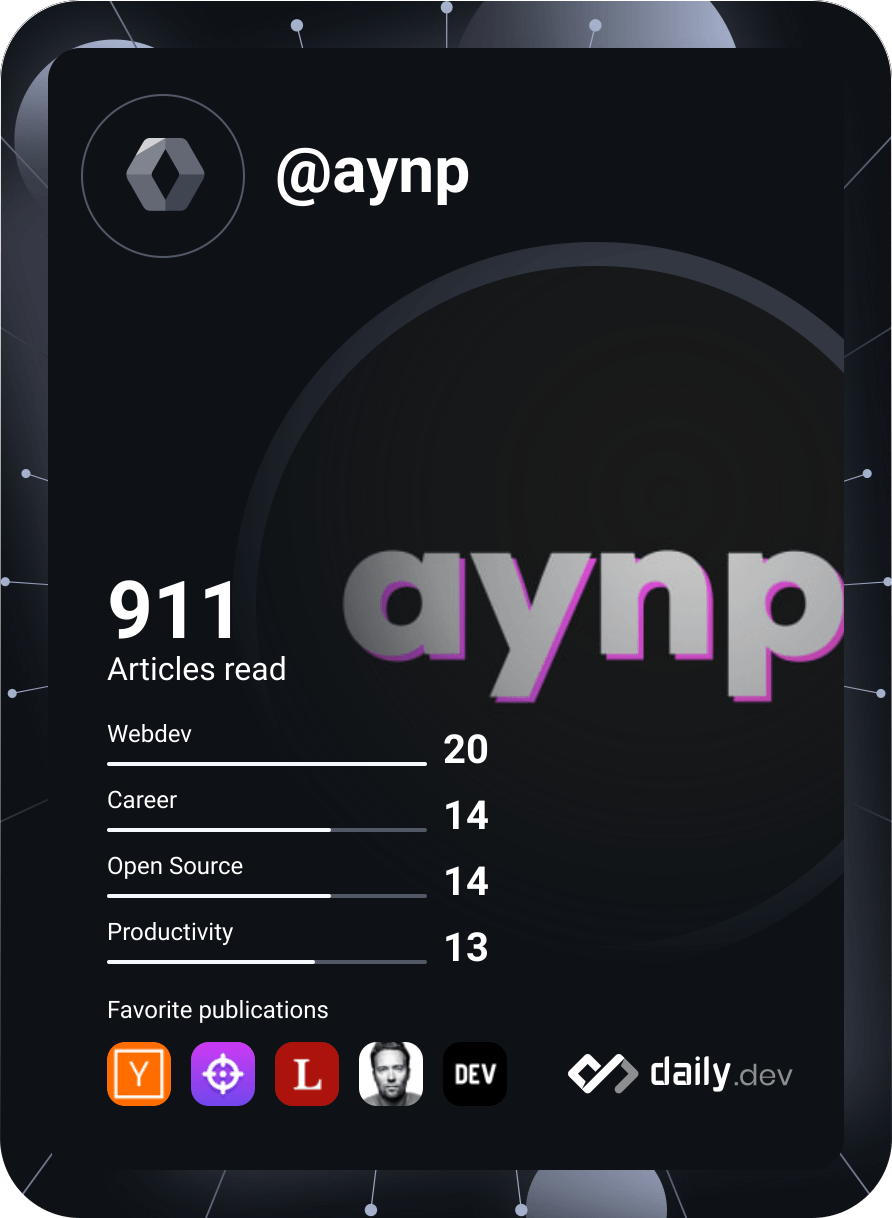 @aynp
aynp
911
Articles read
Webdev
20
Career
14
Open Source
14
Productivity
13
Favorite publications
Y
L
DEV
daily.dev